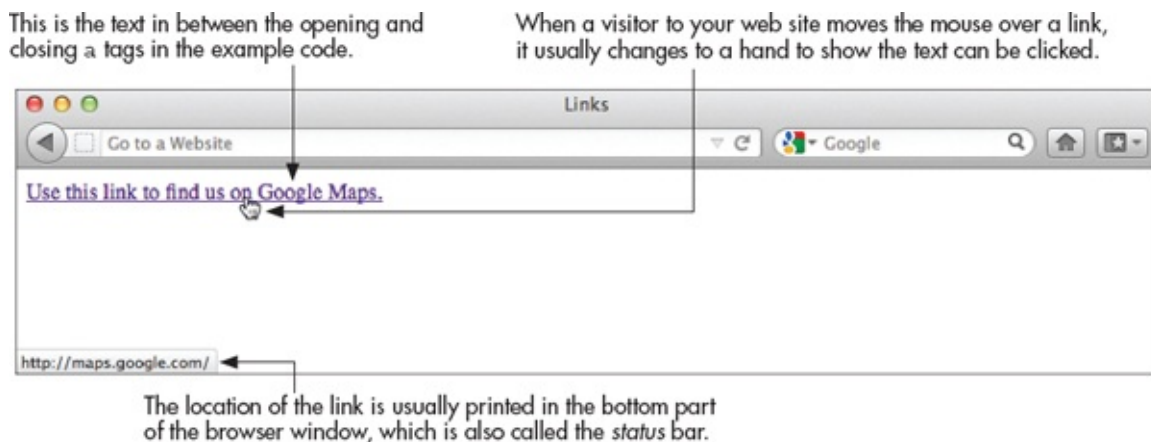 This is the text in between the opening and
closing a tags in the example code.
When a visitor to your web site moves the mouse over a link,
it usually changes to a hand to show the text can be clicked.
Links
Go to a Website
Google
Use this link to find us on Google Maps.
http://maps.google.com/
The location of the link is usually printed in the bottom part
of the browser window, which is also called the status bar.